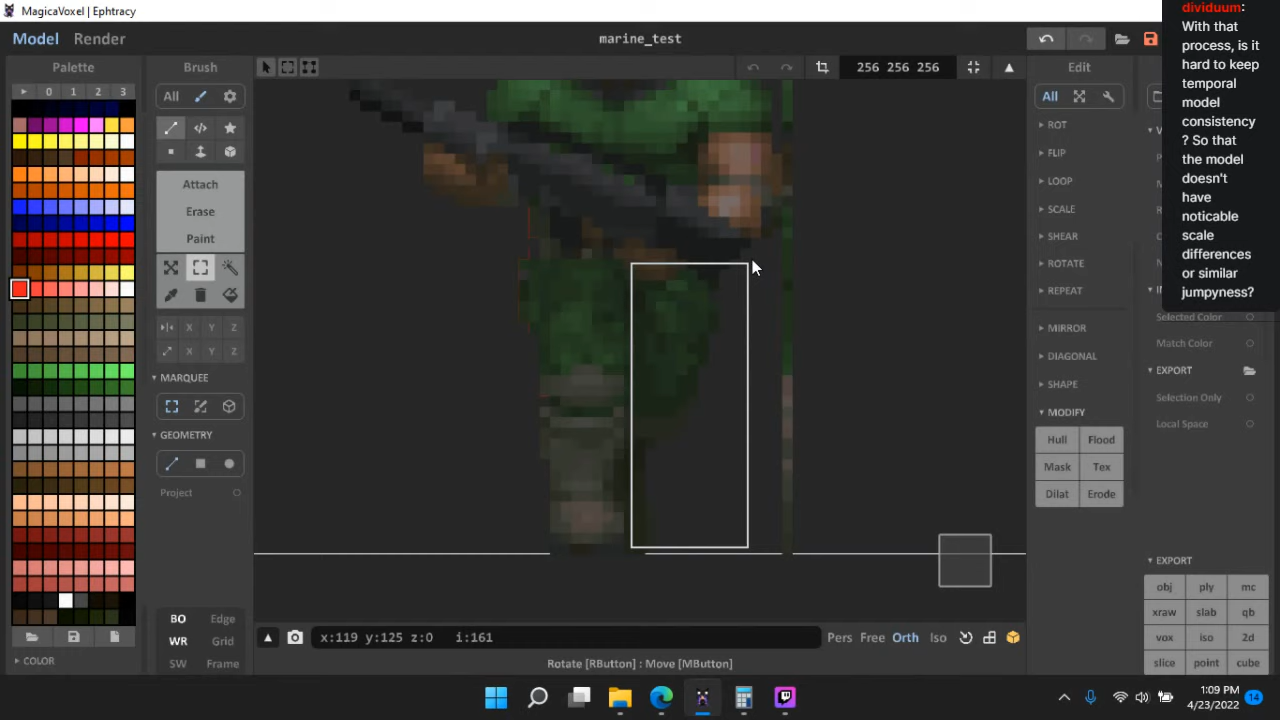 MagicaVoxel | Ephtracy
Model Render
marine_test
dividuum:
With that
process, is it
hard to keep
temporal
model
consistency
? So that
the model
doesn't
have
noticable
scale
differences
or similar
jumpyness?
Palette
Brush
256 256 256
Edit
0 1 2 3
All
All
Attach
Erase
Paint
X Y Z
X Y Z
MARQUEE
GEOMETRY
Project
ROT
FLIP
LOOP
SCALE
SHEAR
ROTATE
REPEAT
MIRROR
DIAGONAL
SHAPE
MODIFY
Hull Flood
Mask Tex
Dilat Erode
Selected Color
Match Color
EXPORT
Selection Only
Local Space
EXPORT
obj ply mc
xraw slab qb
vox iso 2d
slice point cube
BO Edge
WR Grid
SW Frame
COLOR
x:119 y:125 z:0 i:161
Pers Free Orth Iso
Rotate [RButton] : Move [MButton]
1:09 PM
4/23/2022
14